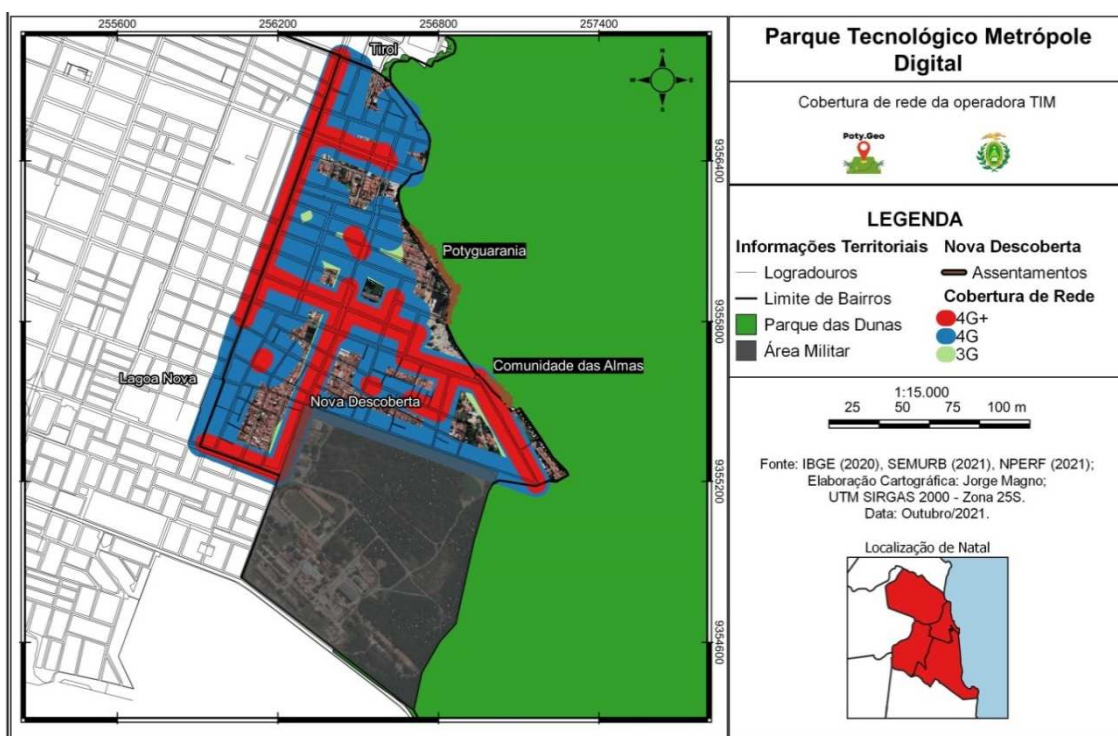 255600
256200
256800
257400
Tirol
9356400
Potyguarania
9355800
Comunidade das Almas
Lagoa Nova
Nova Descoberta
9355200
9354600
N
S
Parque Tecnológico Metrópole
Digital
Cobertura de rede da operadora TIM
Poty.Geo
LEGENDA
Informações Territoriais
Logradouros
Limite de Bairros
Parque das Dunas
Área Militar
Nova Descoberta
Assentamentos
Cobertura de Rede
4G+
4G
3G
1:15.000
25 50 75 100 m
Fonte: IBGE (2020), SEMURB (2021), NPERF (2021);
Elaboração Cartográfica: Jorge Magno;
UTM SIRGAS 2000 - Zona 25S.
Data: Outubro/2021.
Localização de Natal